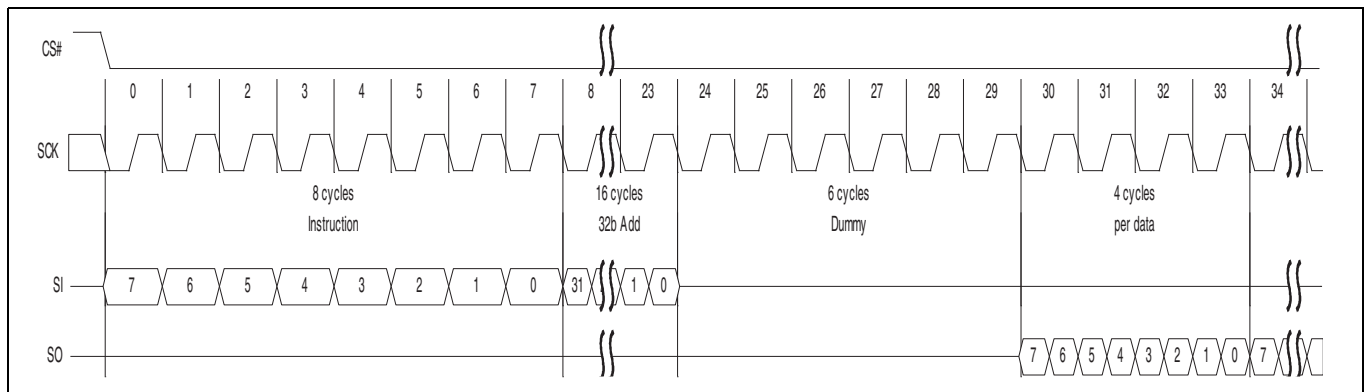 CS#
0 1 2 3 4 5 6 7 8 23 24 25 26 27 28 29 30 31 32 33 34
SCK
8 cycles 16 cycles 6 cycles 4 cycles
Instruction 32b Add Dummy per data
SI 7 6 5 4 3 2 1 0 31 1 0
SO 7 6 5 4 3 2 1 0 7